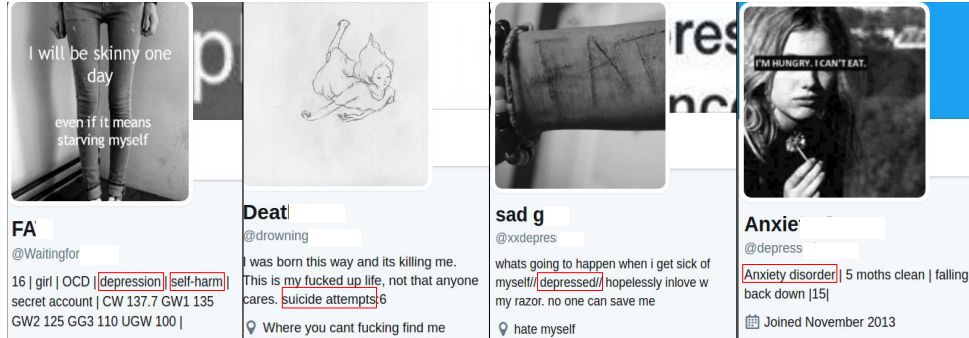 I will be skinny one
day
even if it means
starving myself
FA
@Waitingfor
16 | girl | OCD | depression | self-harm |
secret account | CW 137.7 GW1 135
GW2 125 GG3 110 UGW 100 |
Deat
@drowning
I was born this way and its killing me.
This is my fucked up life, not that anyone
cares. suicide attempts:6
Where you cant fucking find me
FAT
sad g
@xxdepres
whats going to happen when i get sick of
myself// depressed// hopelessly inlove w
my razor. no one can save me
hate myself
I'M HUNGRY. I CAN'T EAT.
Anxie
@depress
Anxiety disorder | 5 moths clean | falling
back down |15|
Joined November 2013